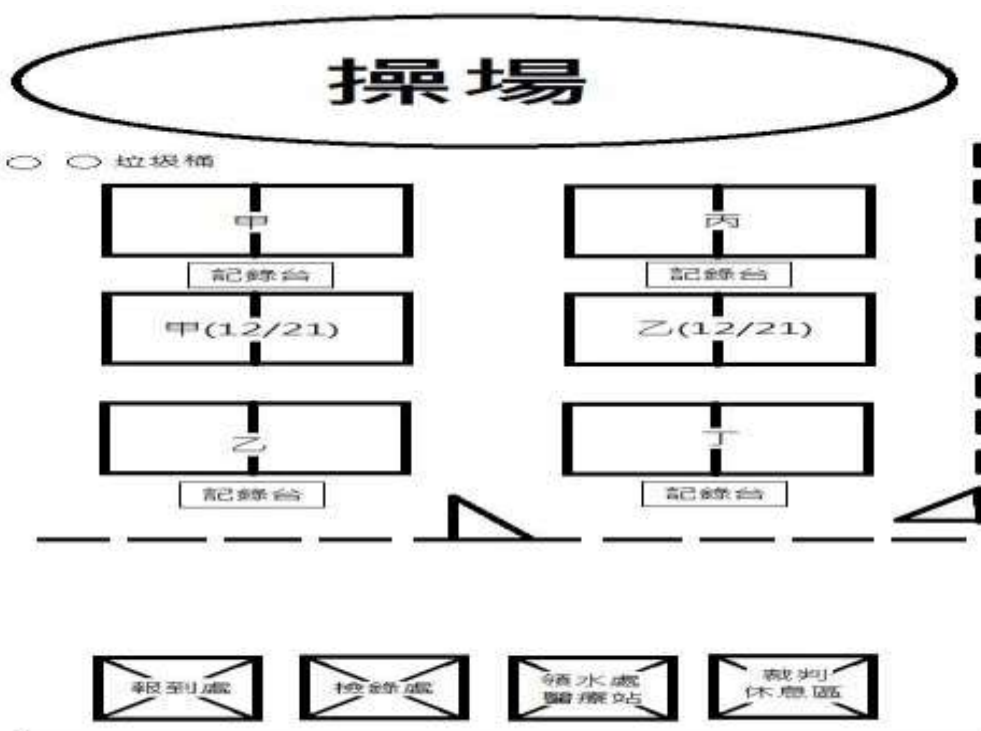 操場
垃圾桶
甲
丙
記錄台
記錄台
甲(12/21)
乙(12/21)
乙
丁
記錄台
記錄台
報到處
檢錄處
領水處
醫療站
裁判
休息區